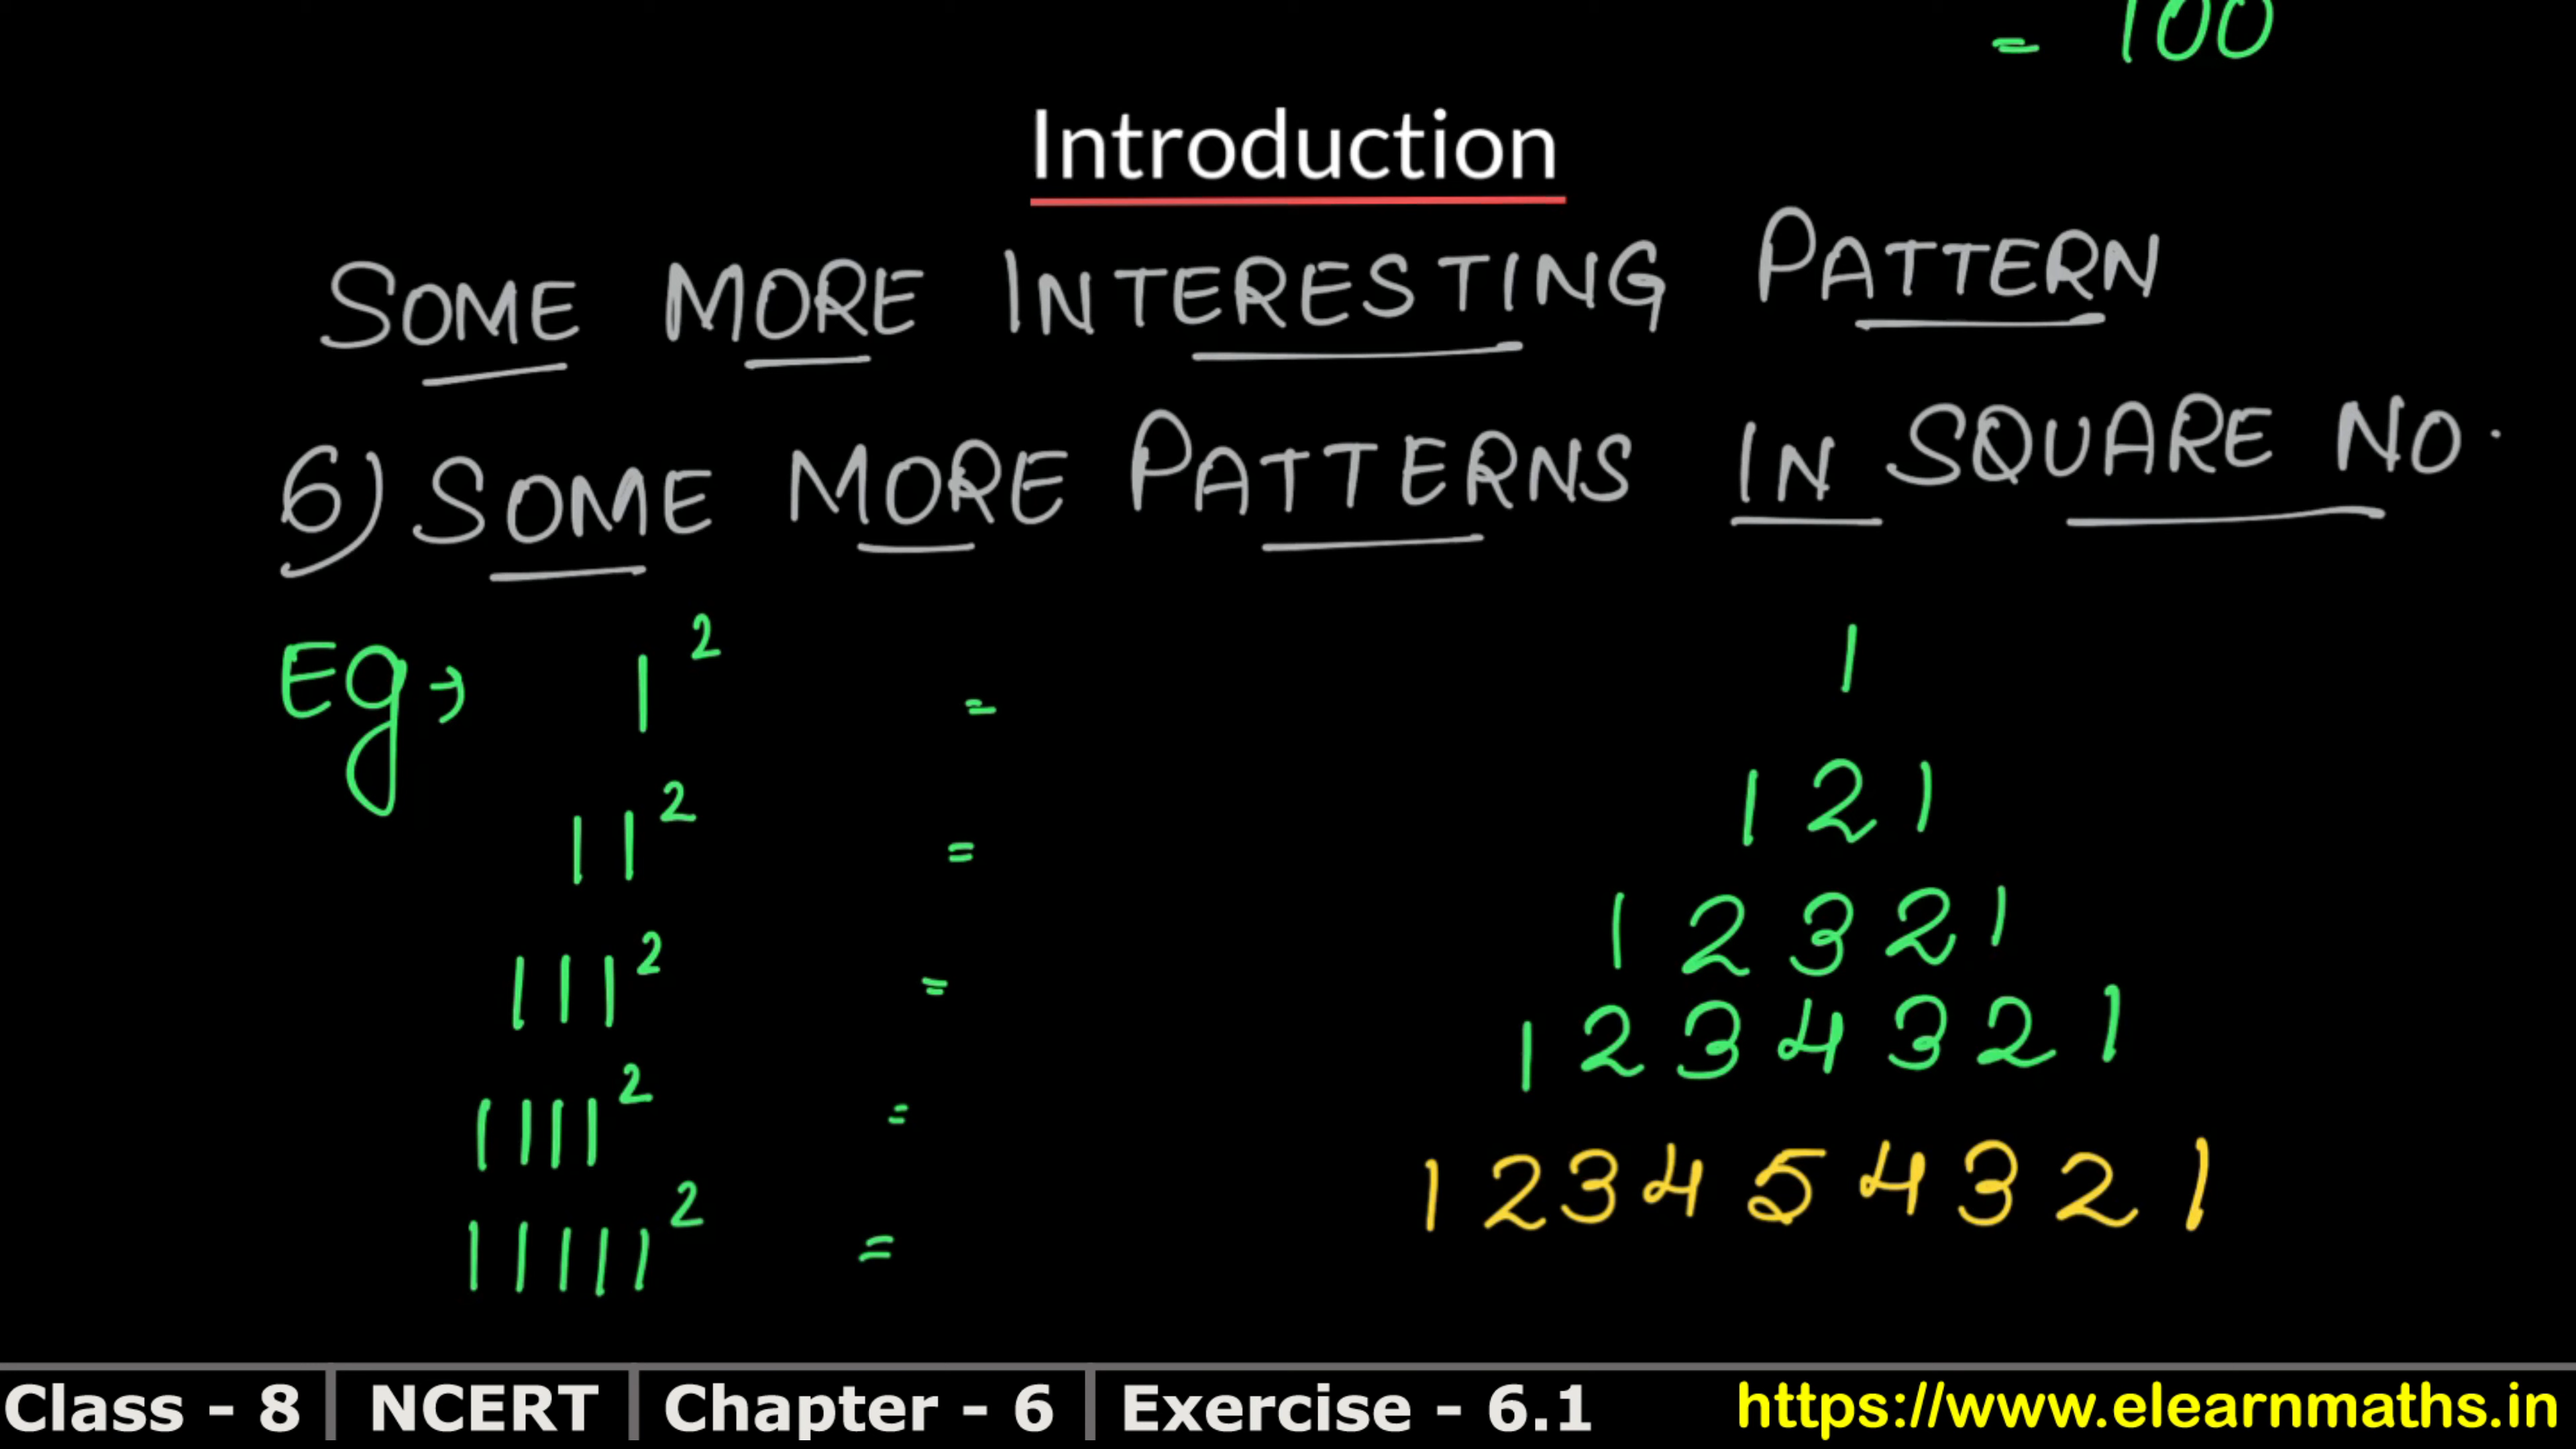 = 100
Introduction
SOME MORE INTERESTING PATTERN
6) SOME MORE PATTERNS IN SQUARE NO.
Eg → 1² = 1
11² = 121
111² = 12321
1111² = 1234321
11111² = 123454321
Class - 8 | NCERT | Chapter - 6 | Exercise - 6.1 https://www.elearnmaths.in